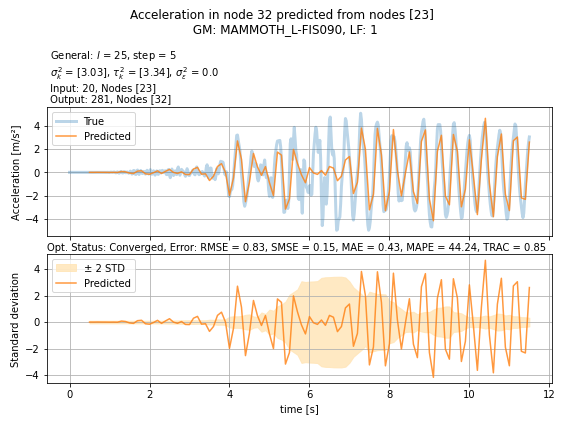 Acceleration in node 32 predicted from nodes [23]
GM: MAMMOTH_L-FIS090, LF: 1
General: l = 25, step = 5
σ²ₖ = [3.03], τ²ₖ = [3.34], σ²ε = 0.0
Input: 20, Nodes [23]
Output: 281, Nodes [32]
Acceleration [m/s²]
4
2
0
−2
−4
True
Predicted
Opt. Status: Converged, Error: RMSE = 0.83, SMSE = 0.15, MAE = 0.43, MAPE = 44.24, TRAC = 0.85
Standard deviation
4
2
0
−2
−4
± 2 STD
Predicted
0 2 4 6 8 10 12
time [s]